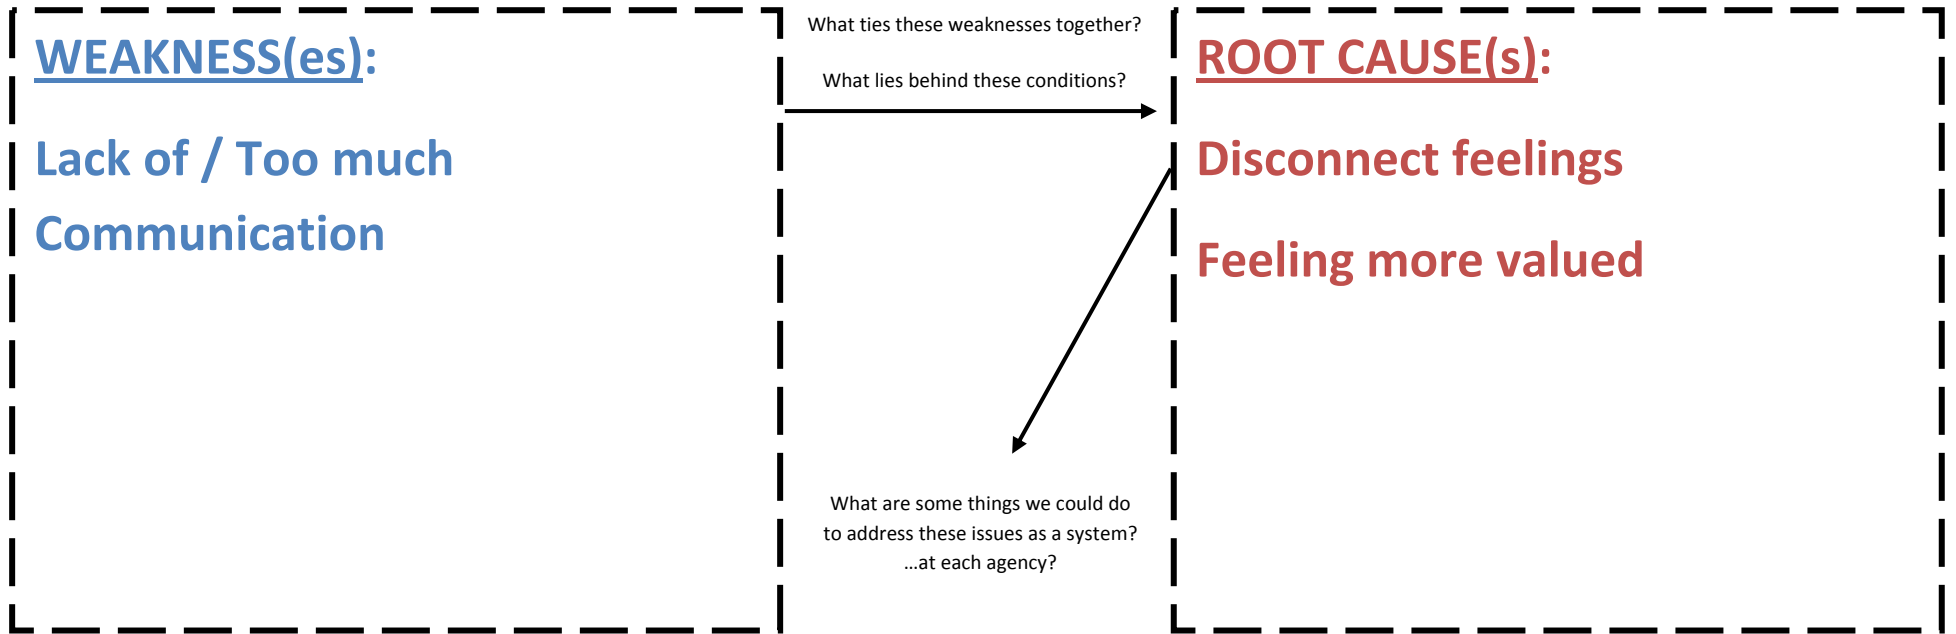 WEAKNESS(es):
Lack of / Too much
Communication
What ties these weaknesses together?
What lies behind these conditions?
ROOT CAUSE(s):
Disconnect feelings
Feeling more valued
What are some things we could do
to address these issues as a system?
...at each agency?